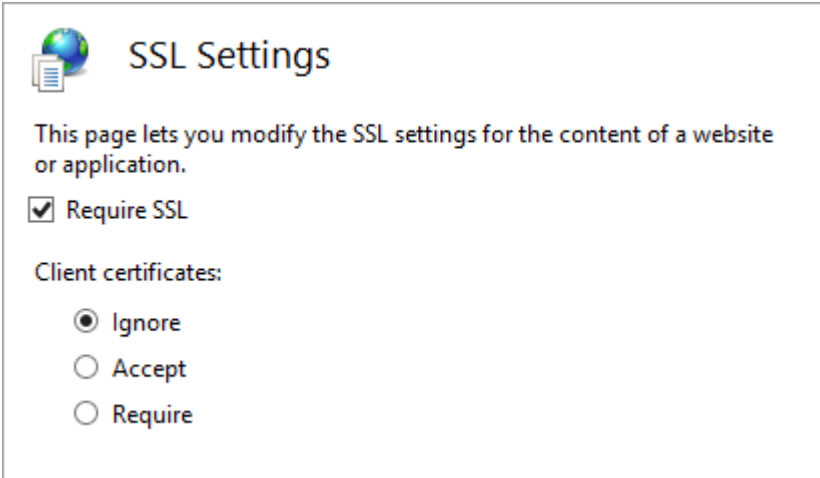 SSL Settings
This page lets you modify the SSL settings for the content of a website
or application.
Require SSL
Client certificates:
Ignore
Accept
Require